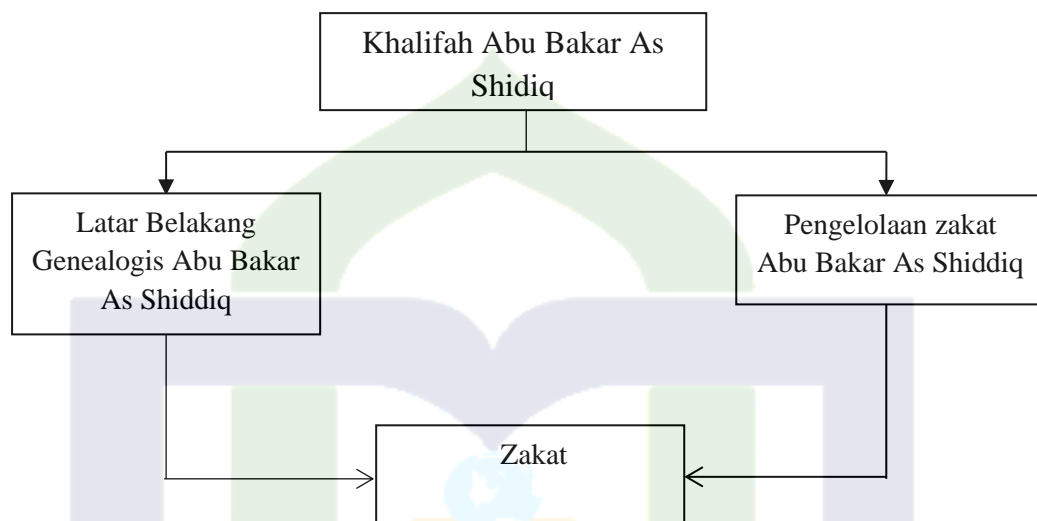 Khalifah Abu Bakar As
Shidiq
Latar Belakang
Genealogis Abu Bakar
As Shiddiq
Pengelolaan zakat
Abu Bakar As Shiddiq
Zakat